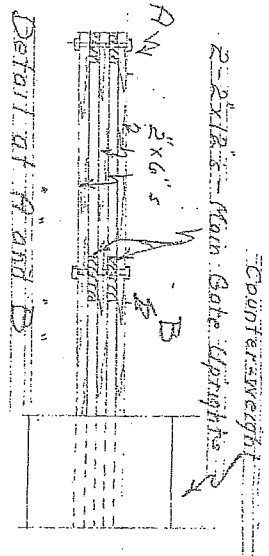 Counterweight
2-2"x12's - Main Gate Uprights
2"x6"s
A
B
Detail at A and B